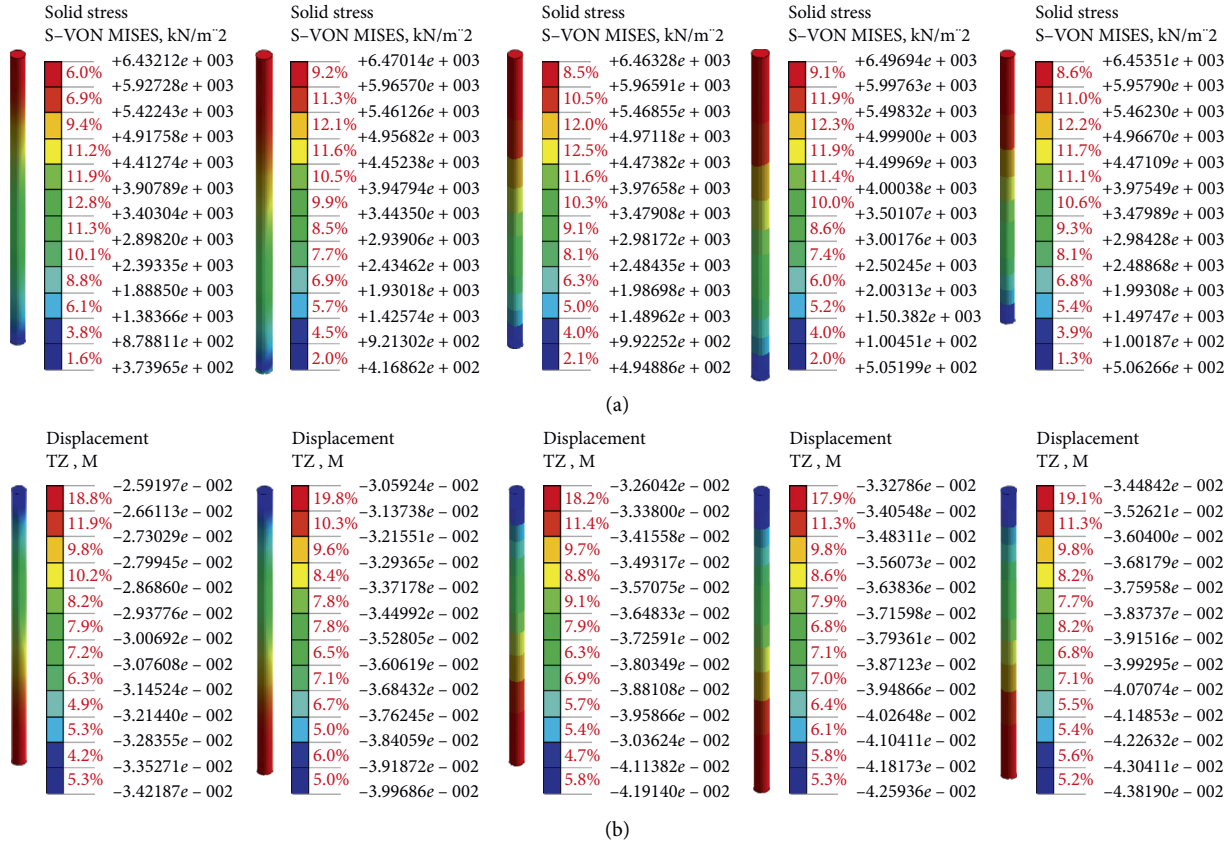 Solid stress
S–VON MISES, kN/m¨2
+6.43212e + 003
6.0%
+5.92728e + 003
6.9%
+5.42243e + 003
9.4%
+4.91758e + 003
11.2%
+4.41274e + 003
11.9%
+3.90789e + 003
12.8%
+3.40304e + 003
11.3%
+2.89820e + 003
10.1%
+2.39335e + 003
8.8%
+1.88850e + 003
6.1%
+1.38366e + 003
3.8%
+8.78811e + 002
1.6%
+3.73965e + 002
Solid stress
S–VON MISES, kN/m¨2
+6.47014e + 003
9.2%
+5.96570e + 003
11.3%
+5.46126e + 003
12.1%
+4.95682e + 003
11.6%
+4.45238e + 003
10.5%
+3.94794e + 003
9.9%
+3.44350e + 003
8.5%
+2.93906e + 003
7.7%
+2.43462e + 003
6.9%
+1.93018e + 003
5.7%
+1.42574e + 003
4.5%
+9.21302e + 002
2.0%
+4.16862e + 002
Solid stress
S–VON MISES, kN/m¨2
+6.46328e + 003
8.5%
+5.96591e + 003
10.5%
+5.46855e + 003
12.0%
+4.97118e + 003
12.5%
+4.47382e + 003
11.6%
+3.97658e + 003
10.3%
+3.47908e + 003
9.1%
+2.98172e + 003
8.1%
+2.48435e + 003
6.3%
+1.98698e + 003
5.0%
+1.48962e + 003
4.0%
+9.92252e + 002
2.1%
+4.94886e + 002
Solid stress
S–VON MISES, kN/m¨2
+6.49694e + 003
9.1%
+5.99763e + 003
11.9%
+5.49832e + 003
12.3%
+4.99900e + 003
11.9%
+4.49969e + 003
11.4%
+4.00038e + 003
10.0%
+3.50107e + 003
8.6%
+3.00176e + 003
7.4%
+2.50245e + 003
6.0%
+2.00313e + 003
5.2%
+1.50.382e + 003
4.0%
+1.00451e + 003
2.0%
+5.05199e + 002
Solid stress
S–VON MISES, kN/m¨2
+6.45351e + 003
8.6%
+5.95790e + 003
11.0%
+5.46230e + 003
12.2%
+4.96670e + 003
11.7%
+4.47109e + 003
11.1%
+3.97549e + 003
10.6%
+3.47989e + 003
9.3%
+2.98428e + 003
8.1%
+2.48868e + 003
6.8%
+1.99308e + 003
5.4%
+1.49747e + 003
3.9%
+1.00187e + 003
1.3%
+5.06266e + 002
(a)
Displacement
TZ , M
–2.59197e – 002
18.8%
–2.66113e – 002
11.9%
–2.73029e – 002
9.8%
–2.79945e – 002
10.2%
–2.86860e – 002
8.2%
–2.93776e – 002
7.9%
–3.00692e – 002
7.2%
–3.07608e – 002
6.3%
–3.14524e – 002
4.9%
–3.21440e – 002
5.3%
–3.28355e – 002
4.2%
–3.35271e – 002
5.3%
–3.42187e – 002
Displacement
TZ , M
–3.05924e – 002
19.8%
–3.13738e – 002
10.3%
–3.21551e – 002
9.6%
–3.29365e – 002
8.4%
–3.37178e – 002
7.8%
–3.44992e – 002
7.8%
–3.52805e – 002
6.5%
–3.60619e – 002
7.1%
–3.68432e – 002
6.7%
–3.76245e – 002
5.0%
–3.84059e – 002
6.0%
–3.91872e – 002
5.0%
–3.99686e – 002
Displacement
TZ , M
–3.26042e – 002
18.2%
–3.33800e – 002
11.4%
–3.41558e – 002
9.7%
–3.49317e – 002
8.8%
–3.57075e – 002
9.1%
–3.64833e – 002
7.9%
–3.72591e – 002
6.3%
–3.80349e – 002
6.9%
–3.88108e – 002
5.7%
–3.95866e – 002
5.4%
–3.03624e – 002
4.7%
–4.11382e – 002
5.8%
–4.19140e – 002
Displacement
TZ , M
–3.32786e – 002
17.9%
–3.40548e – 002
11.3%
–3.48311e – 002
9.8%
–3.56073e – 002
8.6%
–3.63836e – 002
7.9%
–3.71598e – 002
6.8%
–3.79361e – 002
7.1%
–3.87123e – 002
7.0%
–3.94866e – 002
6.4%
–4.02648e – 002
6.1%
–4.10411e – 002
5.8%
–4.18173e – 002
5.3%
–4.25936e – 002
Displacement
TZ , M
–3.44842e – 002
19.1%
–3.52621e – 002
11.3%
–3.60400e – 002
9.8%
–3.68179e – 002
8.2%
–3.75958e – 002
7.7%
–3.83737e – 002
8.2%
–3.91516e – 002
6.8%
–3.99295e – 002
7.1%
–4.07074e – 002
5.5%
–4.14853e – 002
5.4%
–4.22632e – 002
5.6%
–4.30411e – 002
5.2%
–4.38190e – 002
(b)